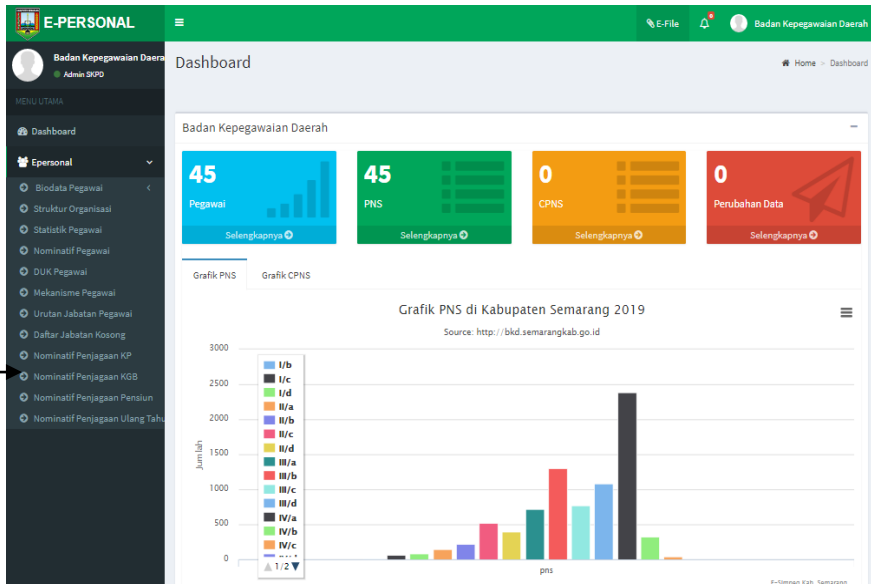 E-PERSONAL
E-File
Badan Kepegawaian Daerah
Badan Kepegawaian Daera
Admin SKPD
Dashboard
Home > Dashboard
MENU UTAMA
Dashboard
Epersonal
Biodata Pegawai
Struktur Organisasi
Statistik Pegawai
Nominatif Pegawai
DUK Pegawai
Mekanisme Pegawai
Urutan Jabatan Pegawai
Daftar Jabatan Kosong
Nominatif Penjagaan KP
Nominatif Penjagaan KGB
Nominatif Penjagaan Pensiun
Nominatif Penjagaan Ulang Tahu
Badan Kepegawaian Daerah
45
Pegawai
Selengkapnya
45
PNS
Selengkapnya
0
CPNS
Selengkapnya
0
Perubahan Data
Selengkapnya
Grafik PNS
Grafik CPNS
Grafik PNS di Kabupaten Semarang 2019
Source: http://bkd.semarangkab.go.id
3000
2500
2000
1500
1000
500
0
Jumlah
I/b
I/c
I/d
II/a
II/b
II/c
II/d
III/a
III/b
III/c
III/d
IV/a
IV/b
IV/c
1/2
pns
E-Simpeg Kab. Semarang